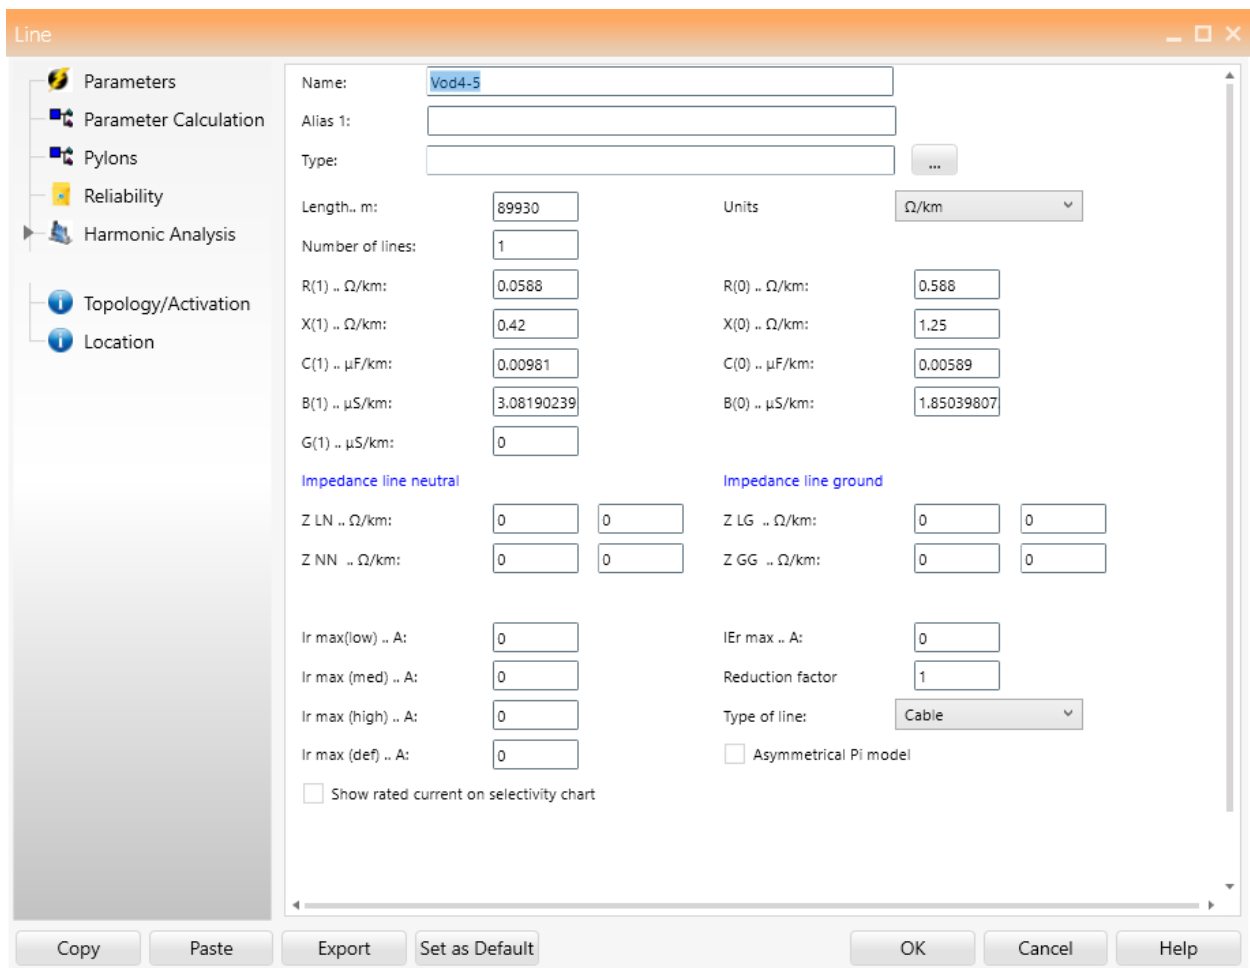 Line
Parameters
Parameter Calculation
Pylons
Reliability
Harmonic Analysis
Topology/Activation
Location
Name: Vod4-5
Alias 1:
Type: ...
Length.. m: 89930 Units Ω/km
Number of lines: 1
R(1) .. Ω/km: 0.0588 R(0) .. Ω/km: 0.588
X(1) .. Ω/km: 0.42 X(0) .. Ω/km: 1.25
C(1) .. µF/km: 0.00981 C(0) .. µF/km: 0.00589
B(1) .. µS/km: 3.08190239 B(0) .. µS/km: 1.85039807
G(1) .. µS/km: 0
Impedance line neutral Impedance line ground
Z LN .. Ω/km: 0 0 Z LG .. Ω/km: 0 0
Z NN .. Ω/km: 0 0 Z GG .. Ω/km: 0 0
Ir max(low) .. A: 0 IEr max .. A: 0
Ir max (med) .. A: 0 Reduction factor 1
Ir max (high) .. A: 0 Type of line: Cable
Ir max (def) .. A: 0 Asymmetrical Pi model
Show rated current on selectivity chart
Copy Paste Export Set as Default OK Cancel Help